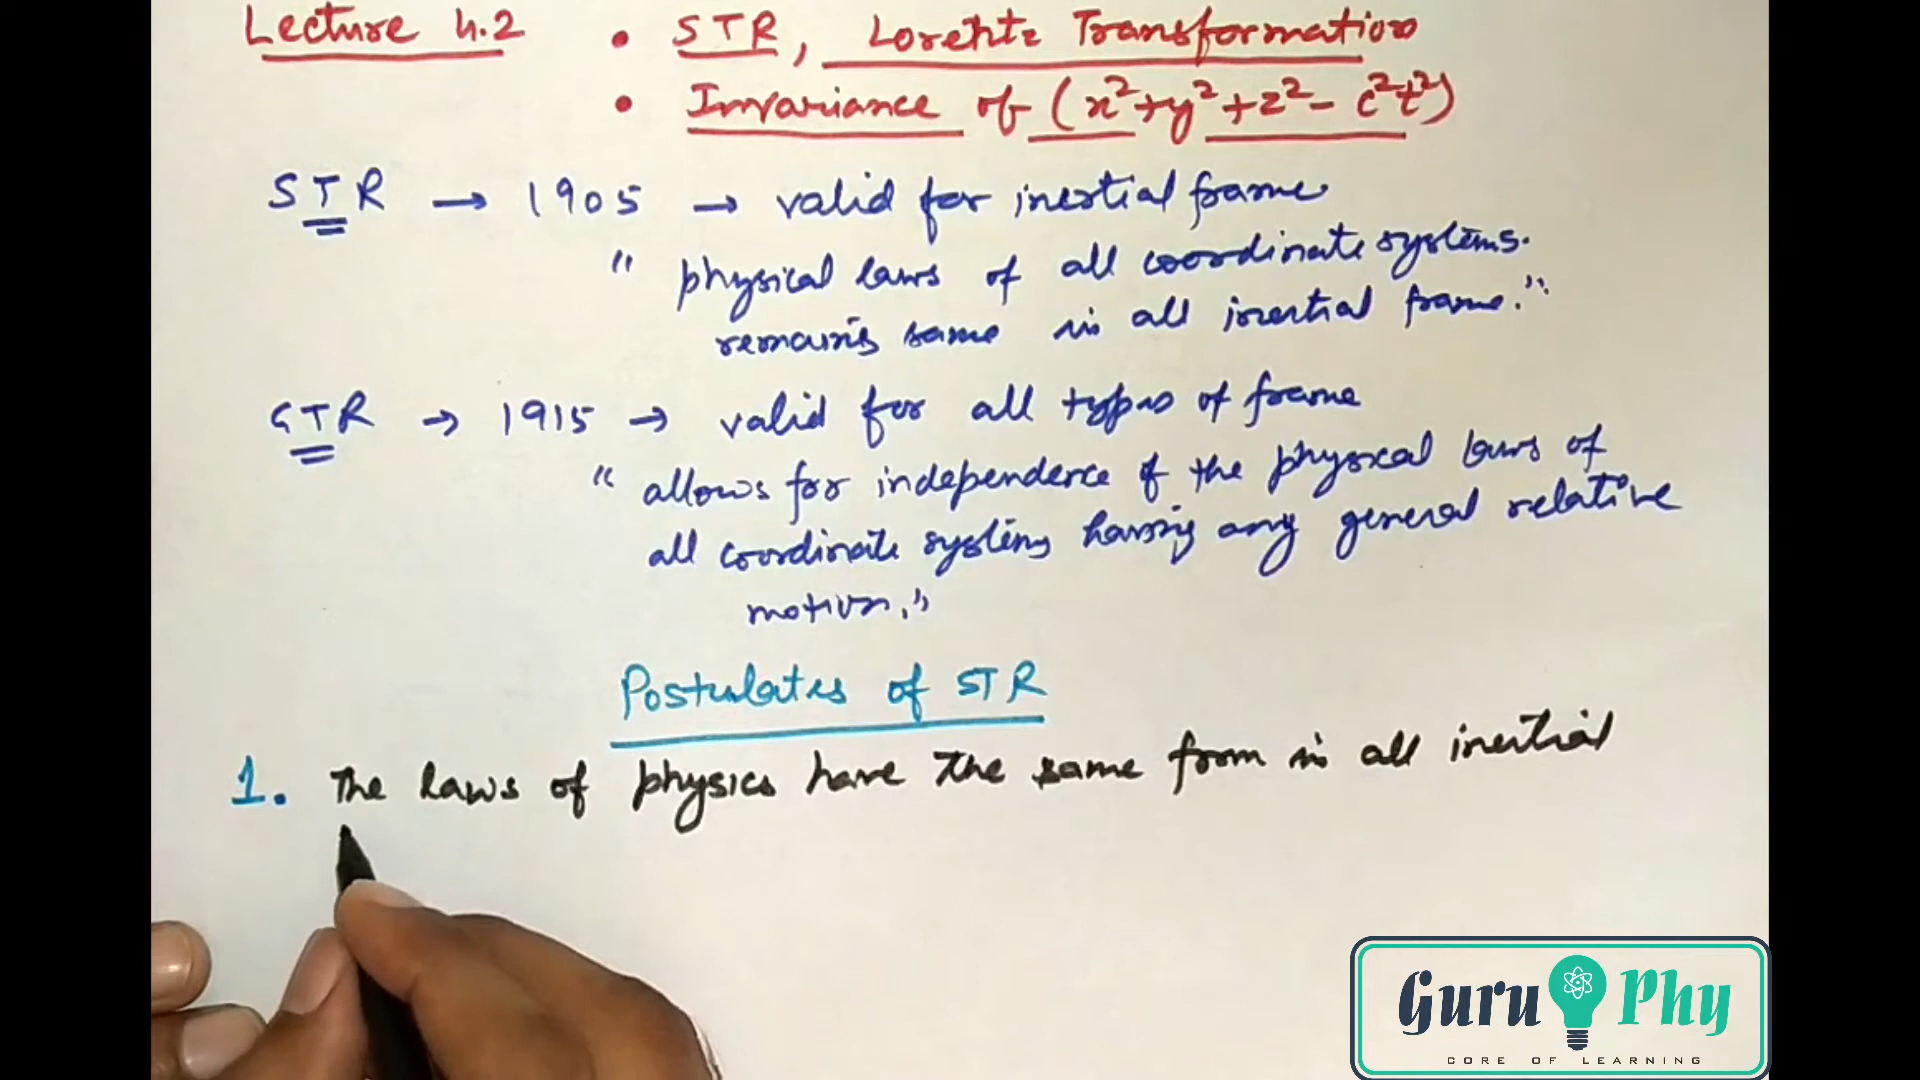 Lecture 4.2 • STR, Lorentz Transformation
• Invariance of (x²+y²+z²- c²t²)
STR → 1905 → valid for inertial frame
" physical laws of all coordinate systems.
remains same in all inertial frame."
GTR → 1915 → valid for all types of frame
" allows for independence of the physical laws of
all coordinate systems having any general relative
motion."
Postulates of STR
1. The laws of physics have the same form in all inertial
Guru Phy
CORE OF LEARNING